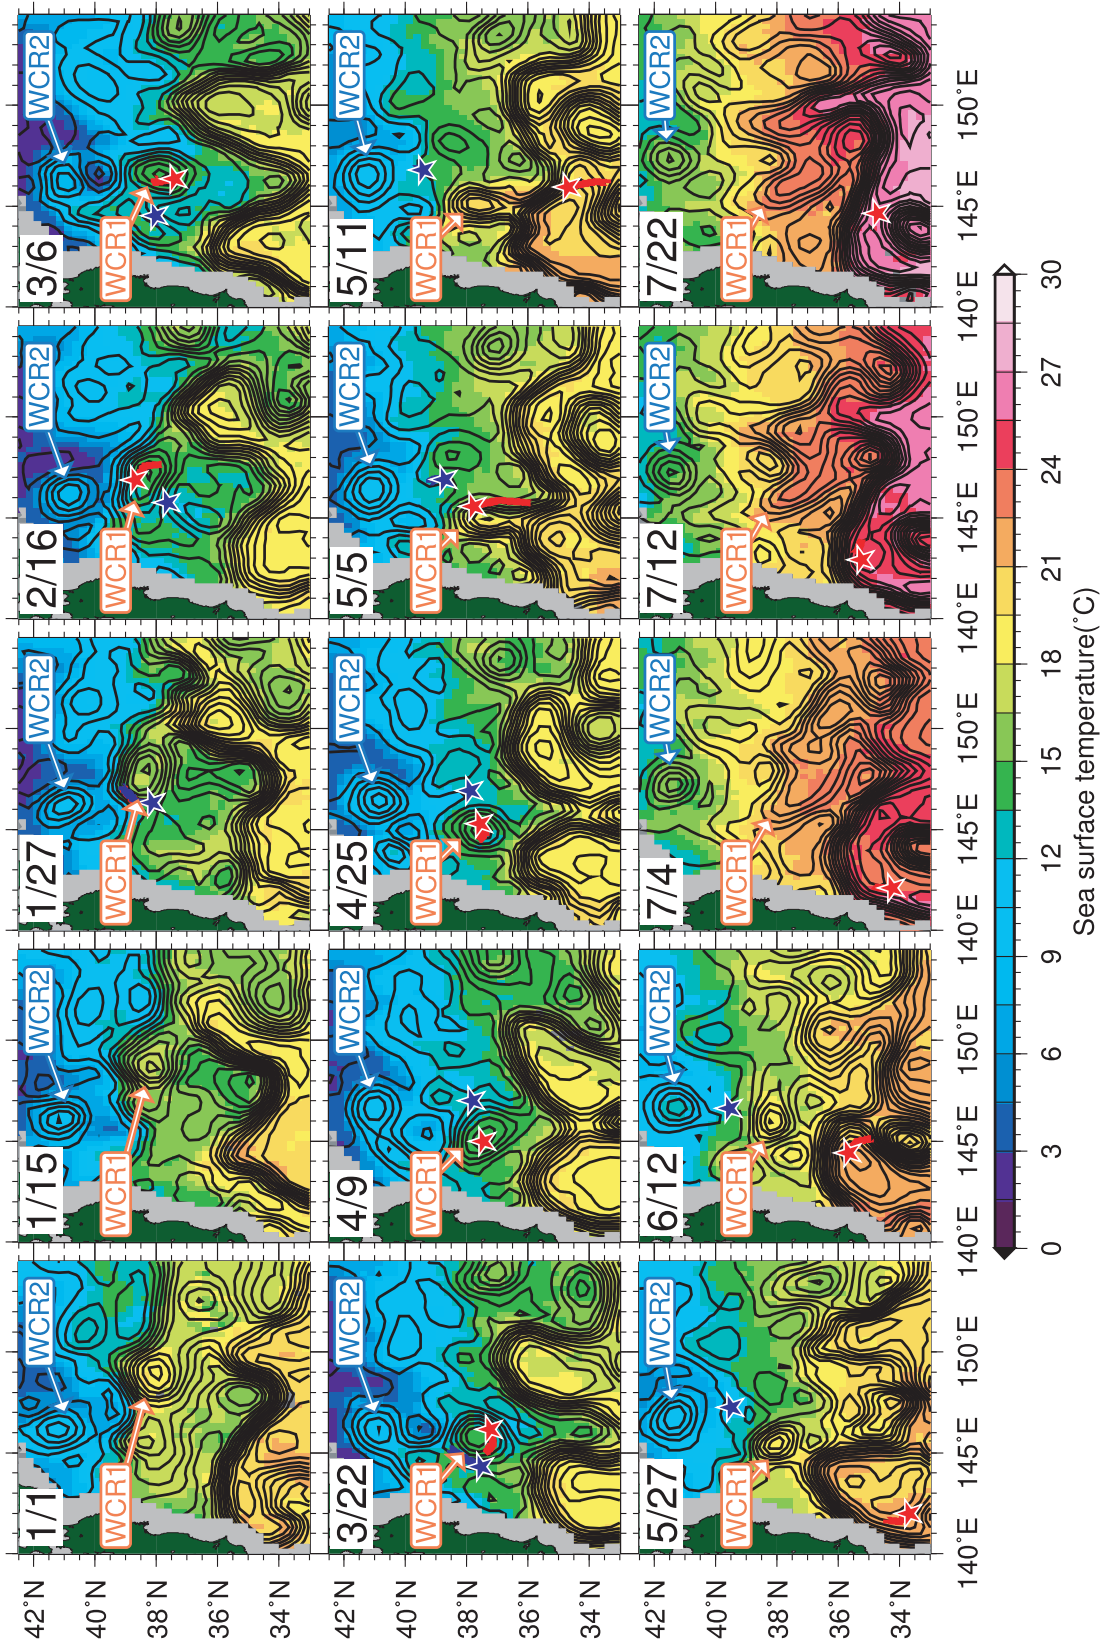 1/1 1/15 1/27 2/16 3/6
WCR2 WCR2 WCR2 WCR2 WCR2
WCR1 WCR1 WCR1 WCR1 WCR1
42°N
40°N
38°N
36°N
34°N
3/22 4/9 4/25 5/5 5/11
WCR2 WCR2 WCR2 WCR2 WCR2
WCR1 WCR1 WCR1 WCR1 WCR1
42°N
40°N
38°N
36°N
34°N
5/27 6/12 7/4 7/12 7/22
WCR2 WCR2 WCR2 WCR2 WCR2
WCR1 WCR1 WCR1 WCR1 WCR1
42°N
40°N
38°N
36°N
34°N
140°E 145°E 150°E 140°E 145°E 150°E 140°E 145°E 150°E 140°E 145°E 150°E 140°E 145°E 150°E
0 3 6 9 12 15 18 21 24 27 30
Sea surface temperature(°C)